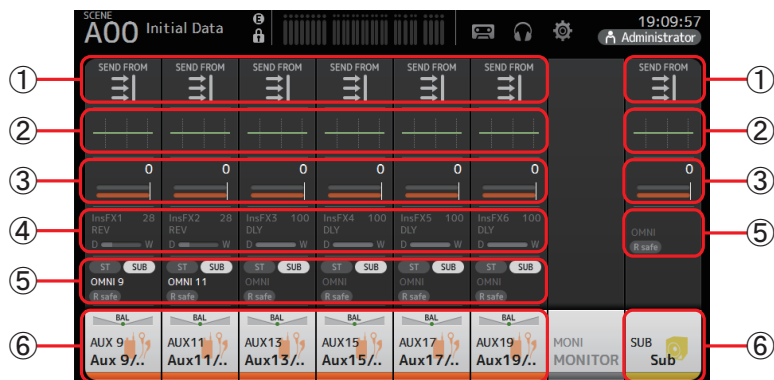 SCENE
A00 Initial Data
E
19:09:57
Administrator
① SEND FROM SEND FROM SEND FROM SEND FROM SEND FROM SEND FROM SEND FROM ①
② ②
③ 0 0 0 0 0 0 0 ③
④ InsFX1 28 InsFX2 28 InsFX3 100 InsFX4 100 InsFX5 100 InsFX6 100
REV REV DLY DLY DLY DLY
D W D W D W D W D W D W
OMNI ⑤
R safe
⑤ ST SUB ST SUB ST SUB ST SUB ST SUB ST SUB
OMNI 9 OMNI 11 OMNI OMNI OMNI OMNI
R safe R safe R safe R safe R safe R safe
BAL BAL BAL BAL BAL BAL
⑥ AUX 9 AUX11 AUX13 AUX15 AUX17 AUX19 MONI SUB ⑥
Aux 9/.. Aux11/.. Aux13/.. Aux15/.. Aux17/.. Aux19/.. MONITOR Sub